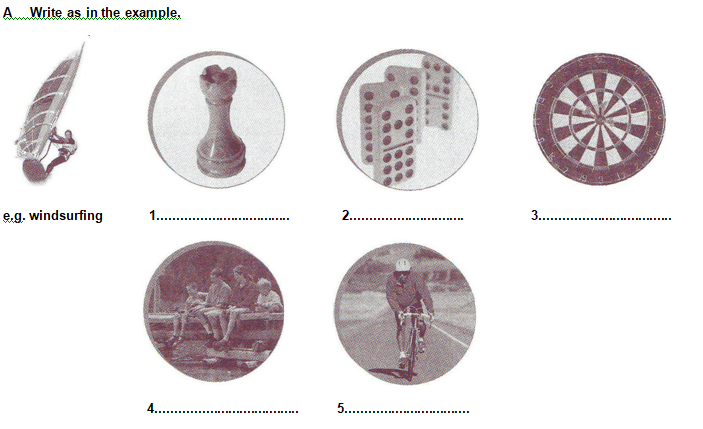 A    Write as in the example.
e.g. windsurfing
1..................................
2.............................
3..................................
4.....................................
5................................